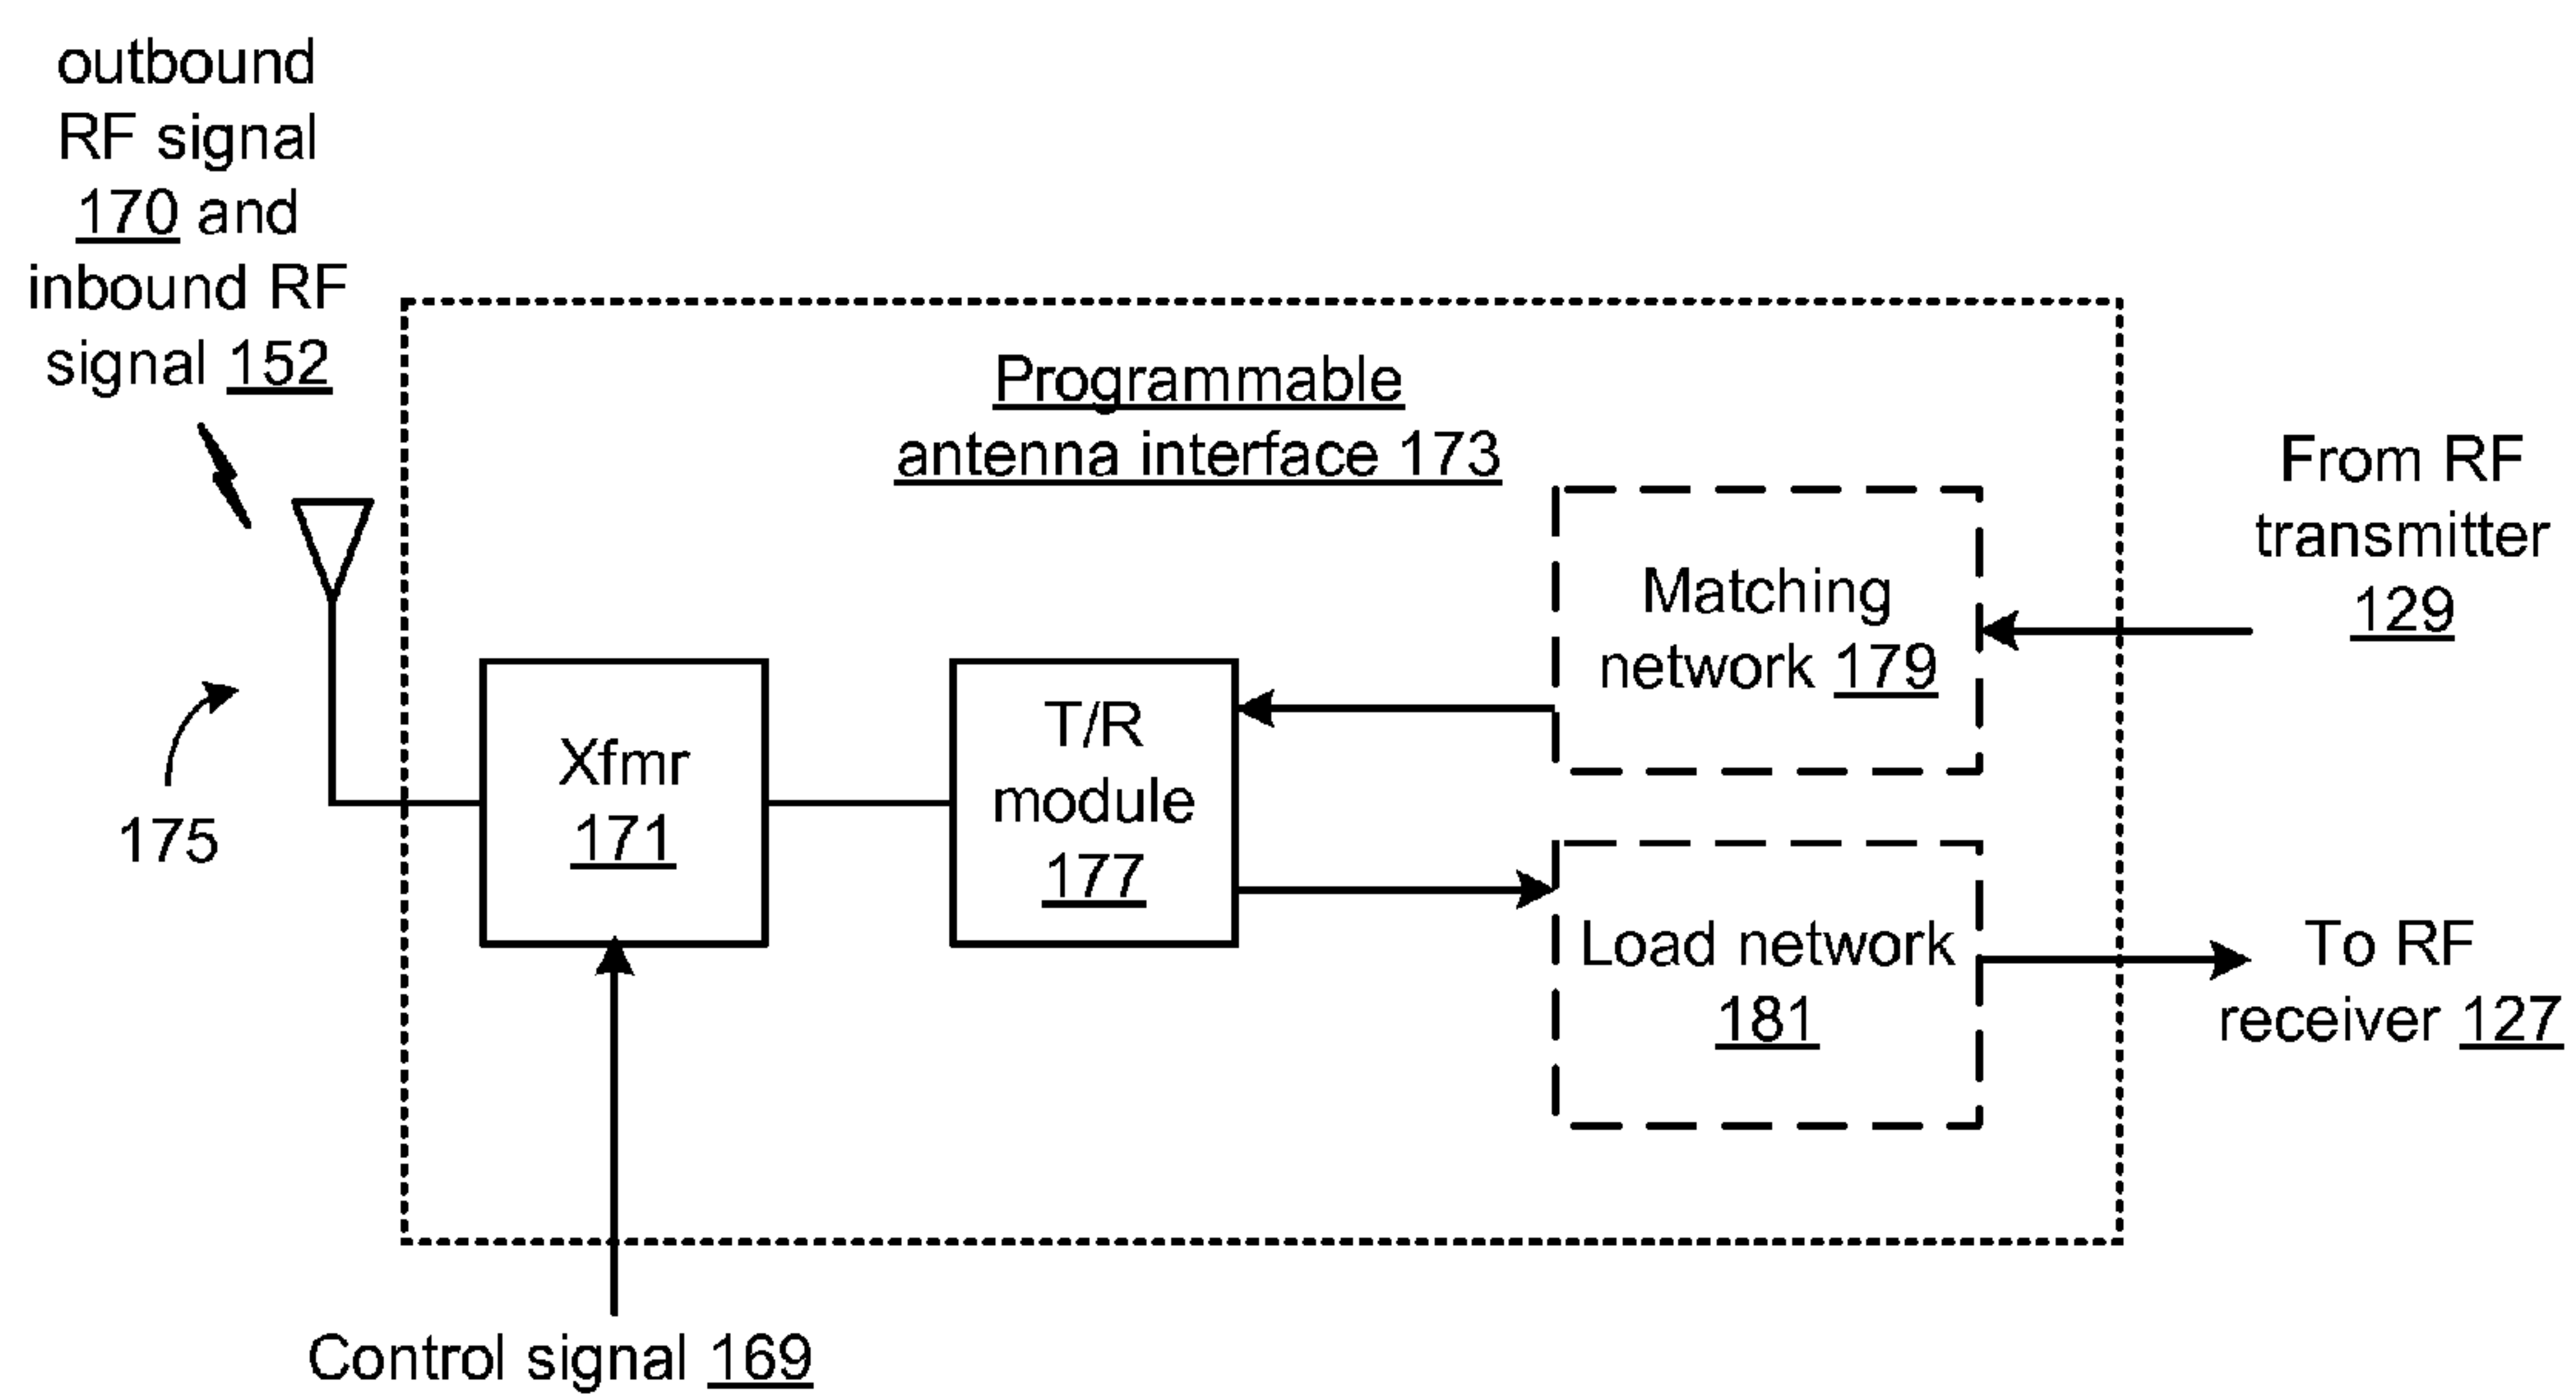 outbound
RF signal
170 and
inbound RF
signal 152
Programmable
antenna interface 173
From RF
transmitter
129
Matching
network 179
T/R
module
177
Xfmr
171
175
Load network
181
To RF
receiver 127
Control signal 169